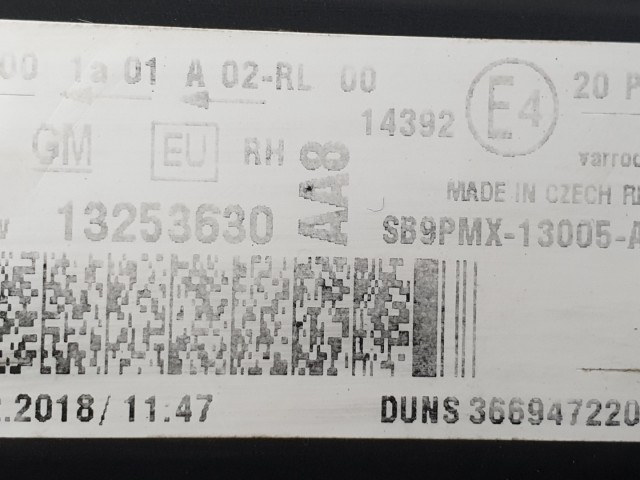 00 1a 01 A 02-RL 00
20 P
14392 E4
GM EU RH
varroc
AA8
MADE IN CZECH RE
13253630 SB9PMX-13005-A
.2018/ 11:47 DUNS 366947220